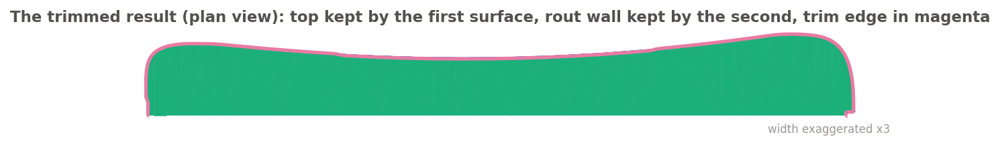 The trimmed result (plan view): top kept by the first surface, rout wall kept by the second, trim edge in magenta
width exaggerated x3